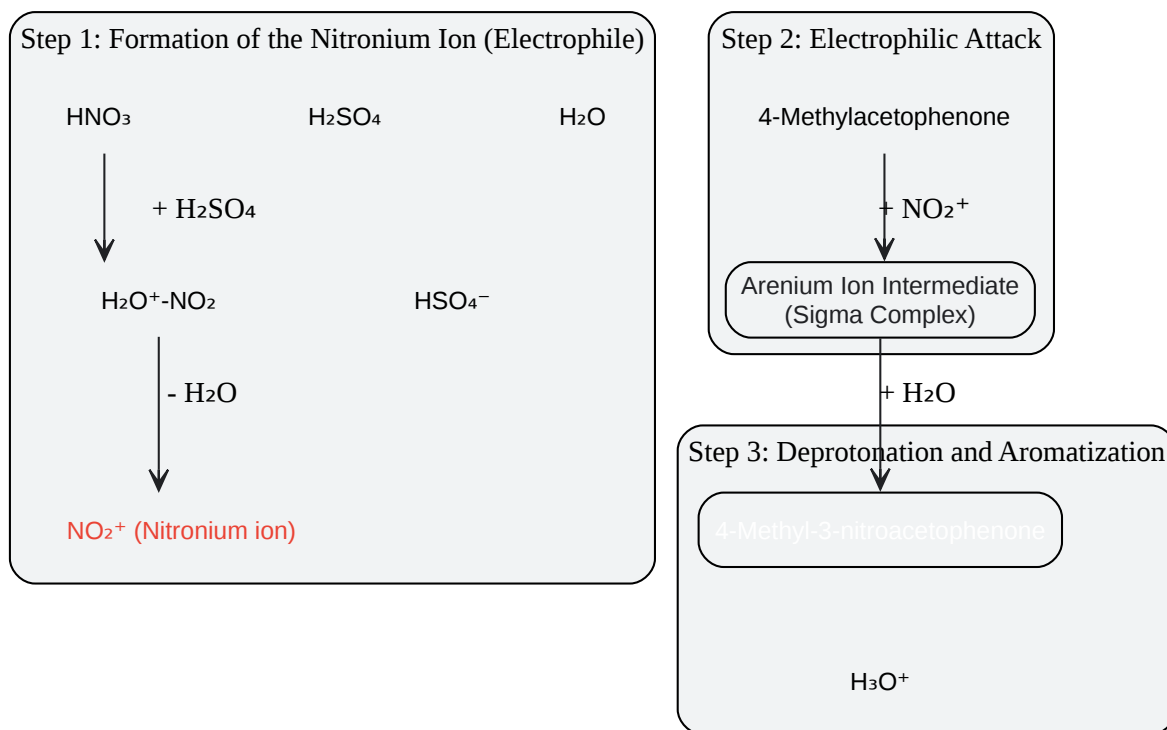 Step 1: Formation of the Nitronium Ion (Electrophile)
HNO₃
H₂SO₄
H₂O
+ H₂SO₄
H₂O⁺-NO₂
HSO₄⁻
- H₂O
NO₂⁺ (Nitronium ion)
Step 2: Electrophilic Attack
4-Methylacetophenone
+ NO₂⁺
Arenium Ion Intermediate
(Sigma Complex)
+ H₂O
Step 3: Deprotonation and Aromatization
4-Methyl-3-nitroacetophenone
H₃O⁺